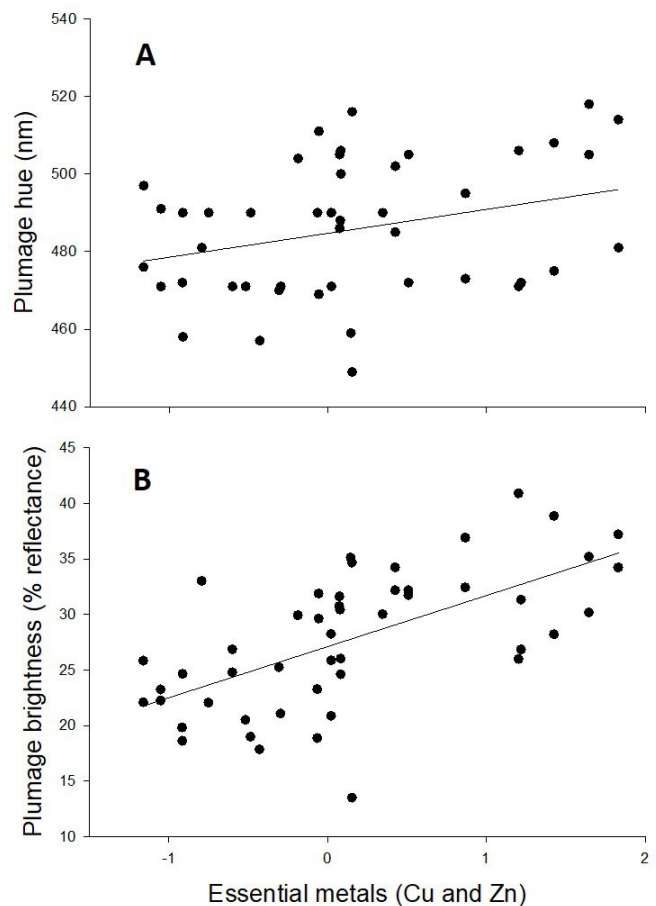 540
A
520
500
480
460
440
Plumage hue (nm)
45
B
40
35
30
25
20
15
10
Plumage brightness (% reflectance)
-1 0 1 2
Essential metals (Cu and Zn)